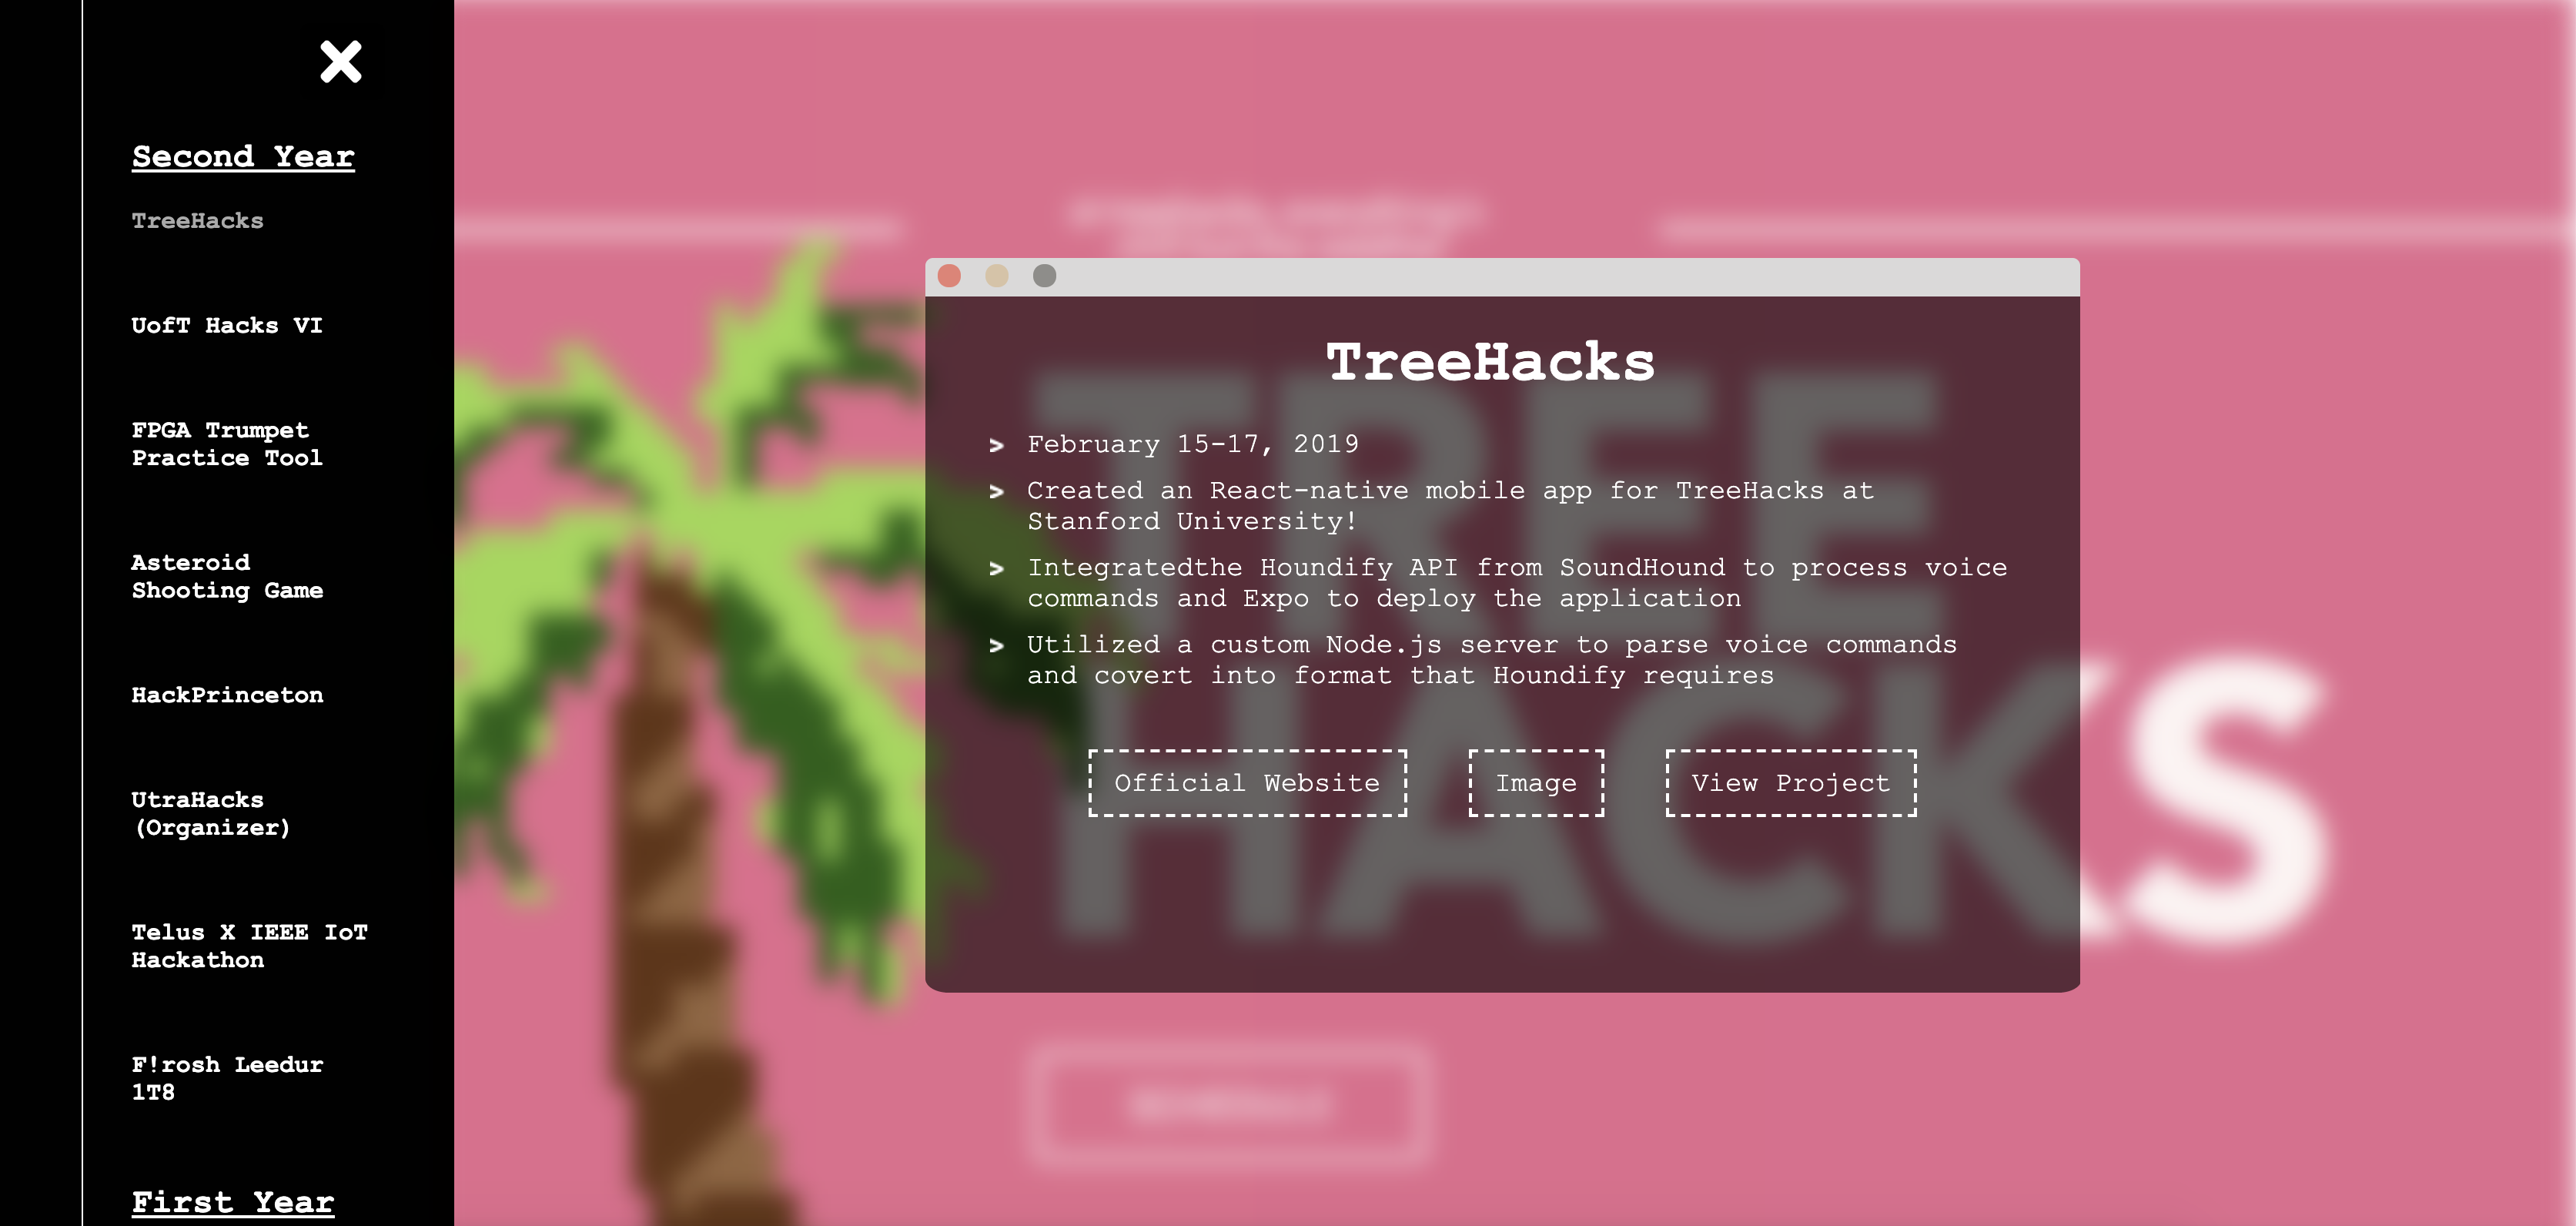 Second Year
TreeHacks
UofT Hacks VI
FPGA Trumpet
Practice Tool
Asteroid
Shooting Game
HackPrinceton
UtraHacks
(Organizer)
Telus X IEEE IoT
Hackathon
F!rosh Leedur
1T8
First Year
TreeHacks
> February 15-17, 2019
> Created an React-native mobile app for TreeHacks at
Stanford University!
> Integratedthe Houndify API from SoundHound to process voice
commands and Expo to deploy the application
> Utilized a custom Node.js server to parse voice commands
and covert into format that Houndify requires
Official Website
Image
View Project
TREE
HACKS